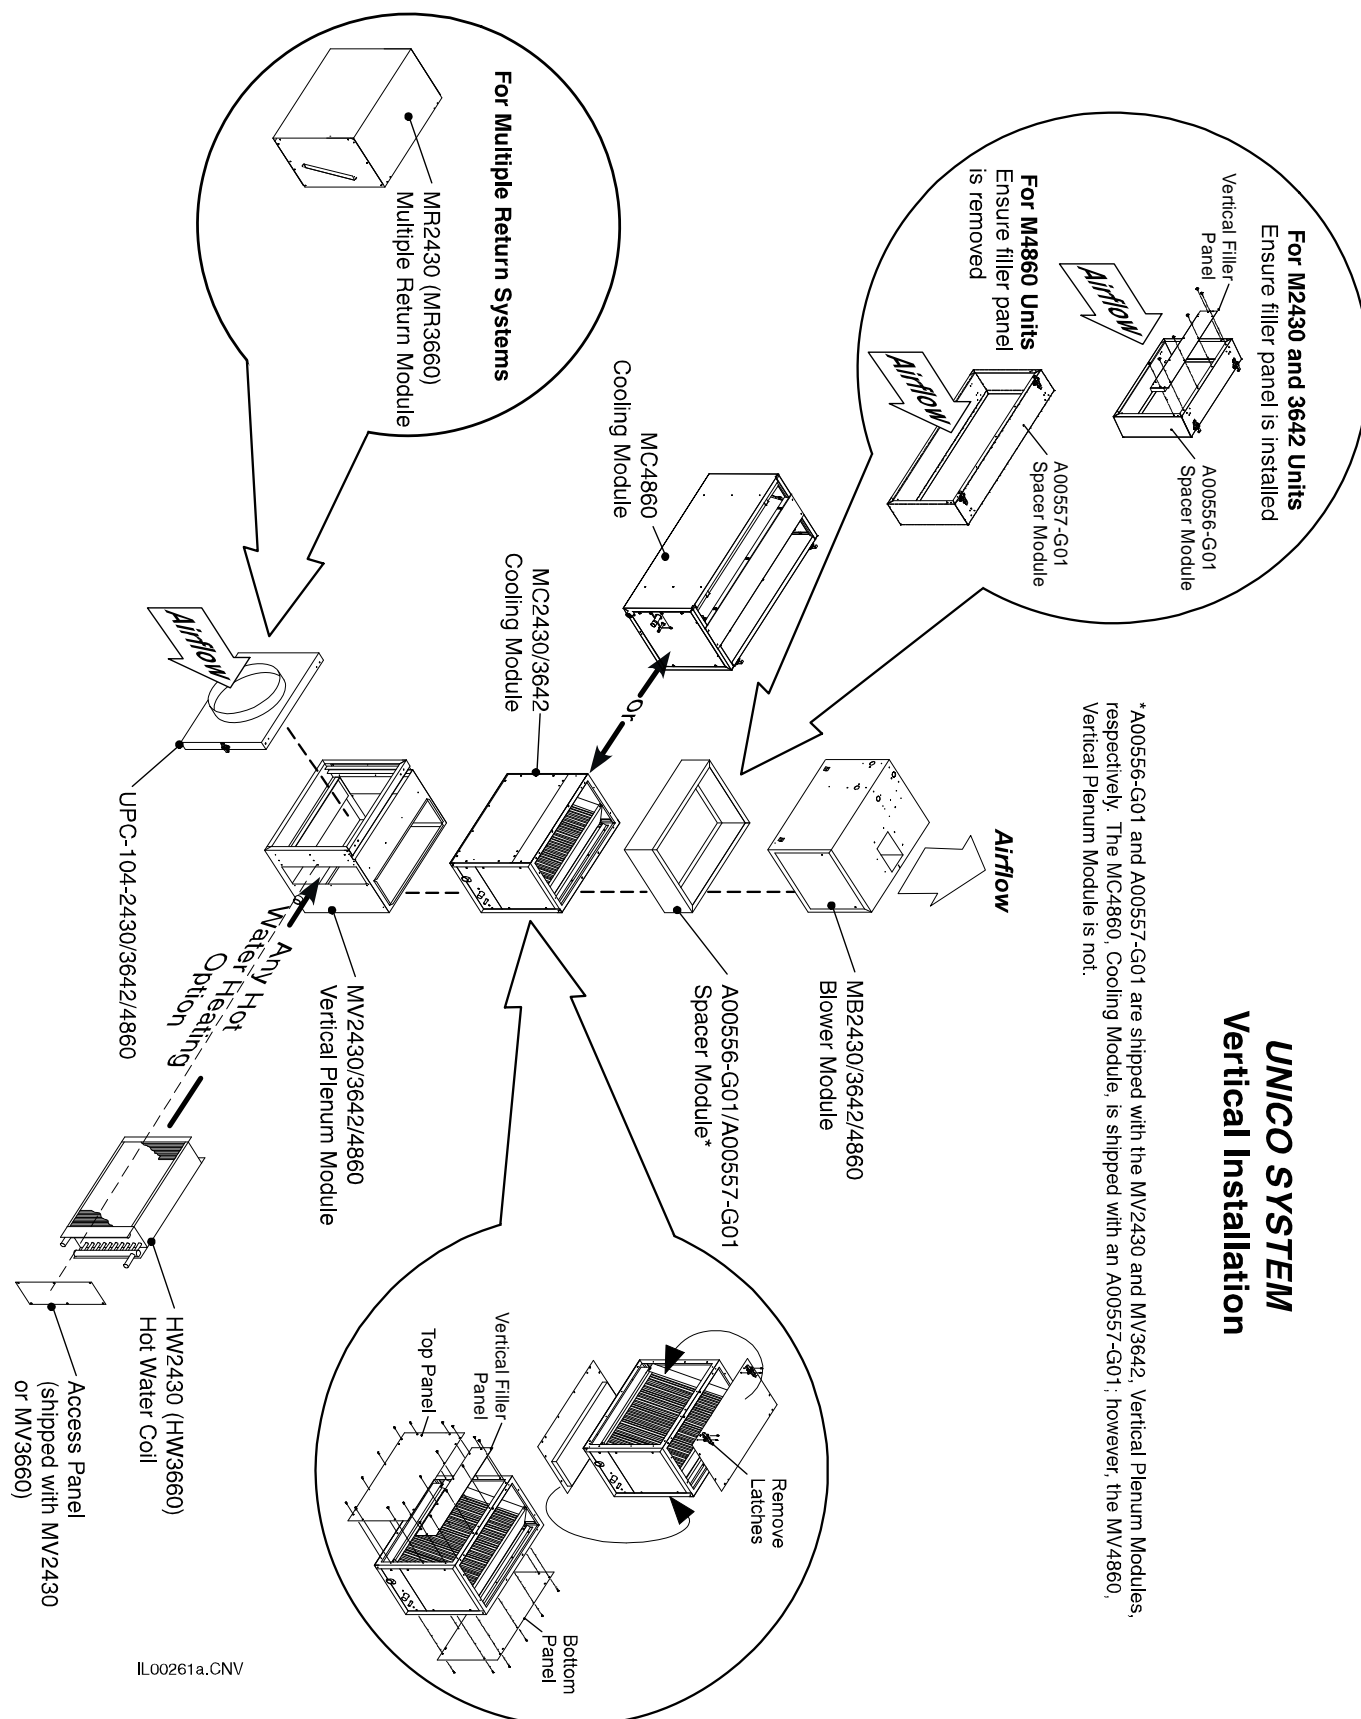 UNICO SYSTEM
Vertical Installation
*A00556-G01 and A00557-G01 are shipped with the MV2430 and MV3642, Vertical Plenum Modules,
respectively. The MC4860, Cooling Module, is shipped with an A00557-G01; however, the MV4860,
Vertical Plenum Module is not.
For M2430 and 3642 Units
Ensure filler panel is installed
Vertical Filler
Panel
Airflow
A00556-G01
Spacer Module
For M4860 Units
Ensure filler panel
is removed
Airflow
A00557-G01
Spacer Module
Airflow
MB2430/3642/4860
Blower Module
A00556-G01/A00557-G01
Spacer Module*
MC4860
Cooling Module
or
MC2430/3642
Cooling Module
Remove
Latches
Vertical Filler
Panel
Top Panel
Bottom
Panel
For Multiple Return Systems
MR2430 (MR3660)
Multiple Return Module
MV2430/3642/4860
Vertical Plenum Module
Airflow
UPC-104-2430/3642/4860
Any Hot
Water Heating
Option
HW2430 (HW3660)
Hot Water Coil
Access Panel
(shipped with MV2430
or MV3660)
IL00261a.CNV